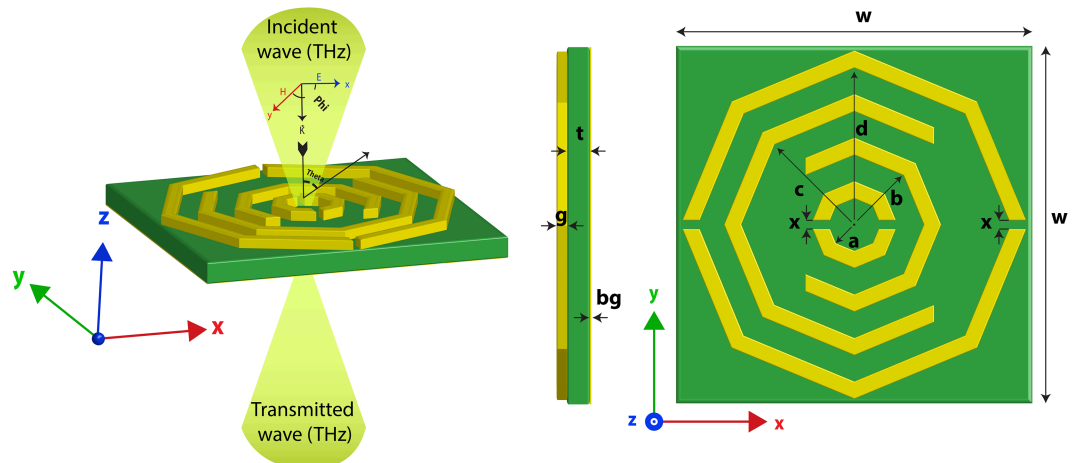 Incident
wave (THz)
E
x
H
Phi
y
K
Theta
z
y
x
Transmitted
wave (THz)
t
g
bg
w
d
c
b
x
x
a
w
y
z
x